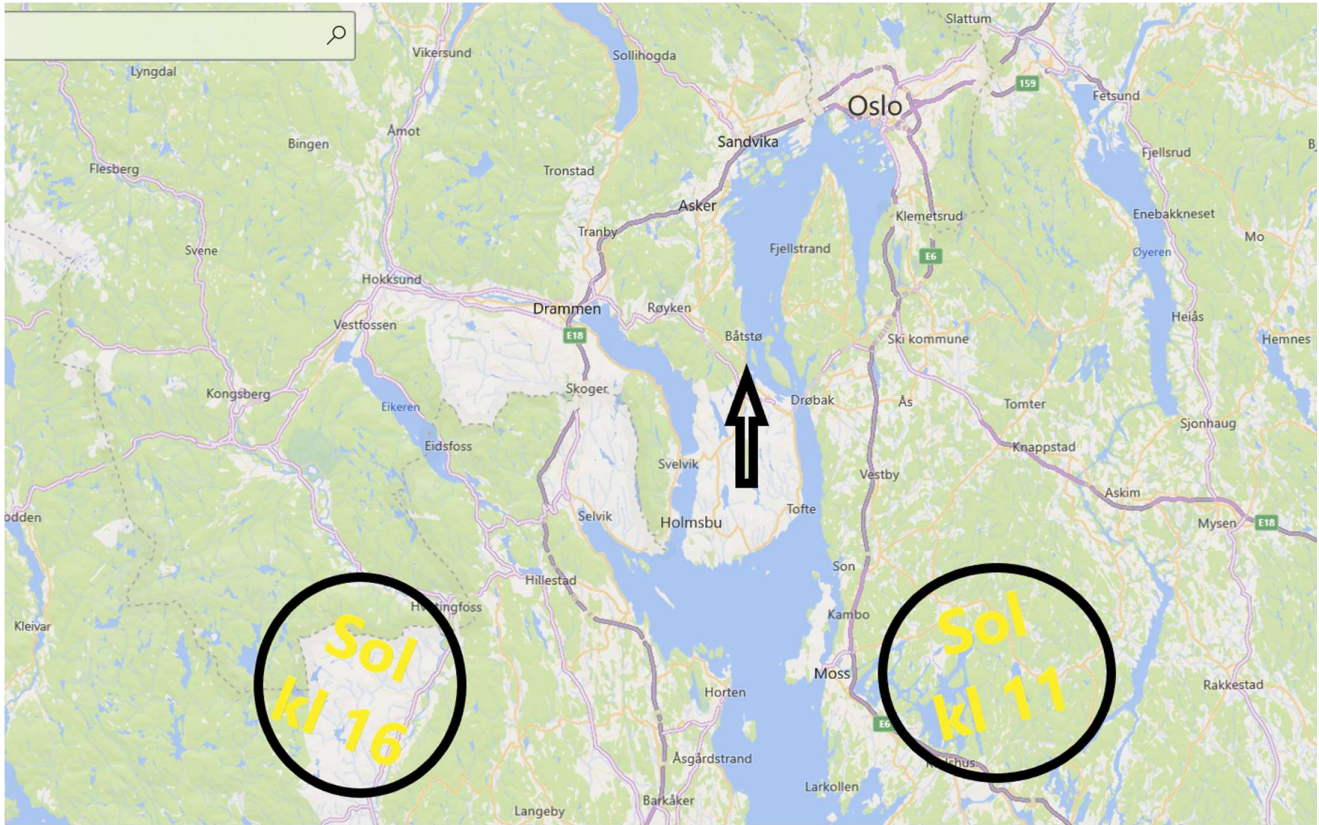 Slattum
Vikersund
Sollihogda
Lyngdal
159
Fetsund
Oslo
Åmot
Bingen
Sandvika
Fjellsrud
Flesberg
Tronstad
Asker
Klemetsrud
Enebakkneset
Tranby
Mo
Svene
Fjellstrand
Øyeren
E6
Hokksund
Drammen
Røyken
Heiås
Vestfossen
E18
Båtstø
Ski kommune
Hemnes
Skoger
Kongsberg
Eikeren
Drøbak
Ås
Tomter
Sjonhaug
Eidsfoss
Knappstad
Svelvik
Vestby
Askim
Selvik
Holmsbu
Tofte
Mysen
E18
Son
Hillestad
Kleivar
Kambo
Sol
kl 16
Sol
kl 11
Moss
Horten
Rakkestad
E6
Åsgårdstrand
Larkollen
Barkåker
Langeby